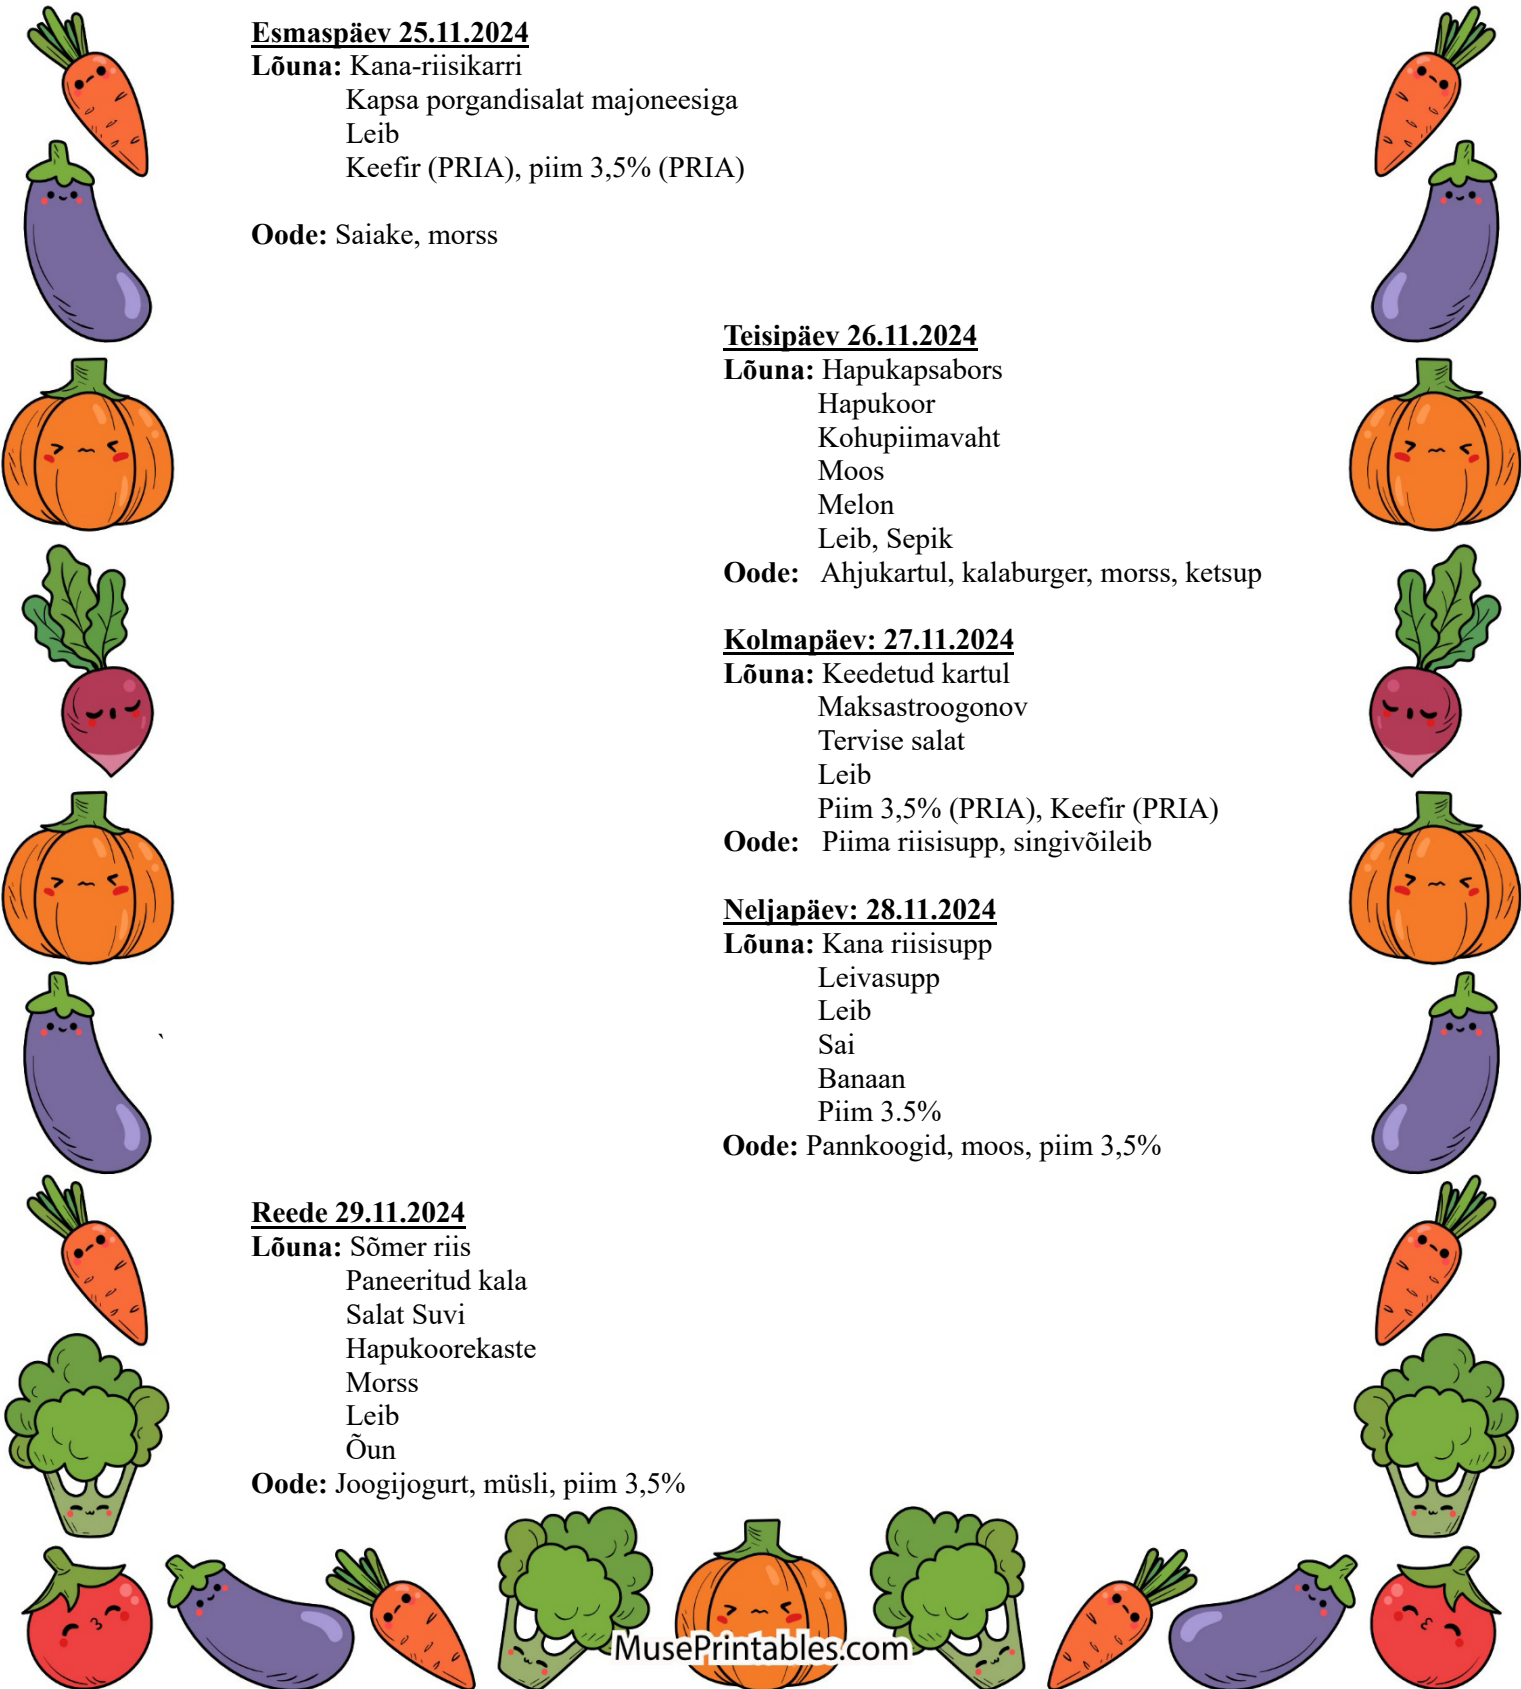 Esmaspäev 25.11.2024
Lõuna: Kana-riisikarri
Kapsa porgandisalat majoneesiga
Leib
Keefir (PRIA), piim 3,5% (PRIA)
Oode: Saiake, morss
Teisipäev 26.11.2024
Lõuna: Hapukapsabors
Hapukoor
Kohupiimavaht
Moos
Melon
Leib, Sepik
Oode: Ahjukartul, kalaburger, morss, ketsup
Kolmapäev: 27.11.2024
Lõuna: Keedetud kartul
Maksastroogonov
Tervise salat
Leib
Piim 3,5% (PRIA), Keefir (PRIA)
Oode: Piima riisisupp, singivõileib
Neljapäev: 28.11.2024
Lõuna: Kana riisisupp
Leivasupp
Leib
`
Sai
Banaan
Piim 3.5%
Oode: Pannkoogid, moos, piim 3,5%
Reede 29.11.2024
Lõuna: Sõmer riis
Paneeritud kala
Salat Suvi
Hapukoorekaste
Morss
Leib
Õun
Oode: Joogijogurt, müsli, piim 3,5%
MusePrintables.com